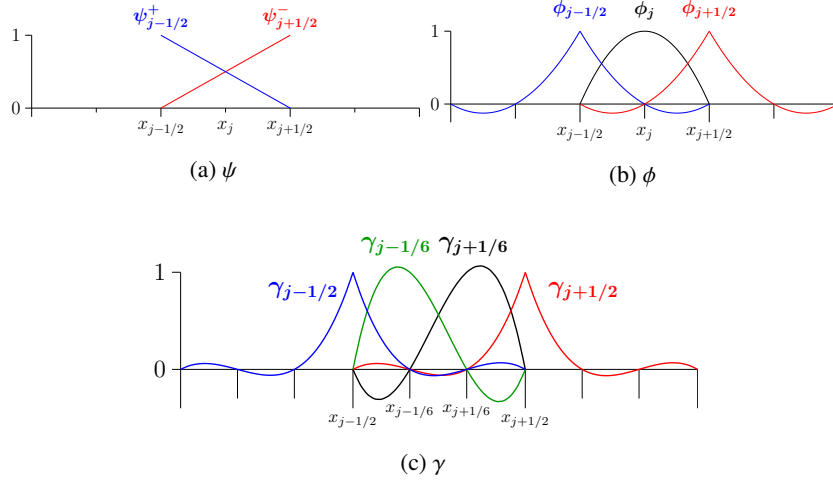 ψ⁺ⱼ₋₁/₂ ψ⁻ⱼ₊₁/₂
1
0
x_{j−1/2} x_j x_{j+1/2}
(a) ψ
ϕ_{j−1/2} ϕ_j ϕ_{j+1/2}
1
0
x_{j−1/2} x_j x_{j+1/2}
(b) ϕ
γ_{j−1/6} γ_{j+1/6}
1 γ_{j−1/2} γ_{j+1/2}
0
x_{j−1/2} x_{j−1/6} x_{j+1/6} x_{j+1/2}
(c) γ